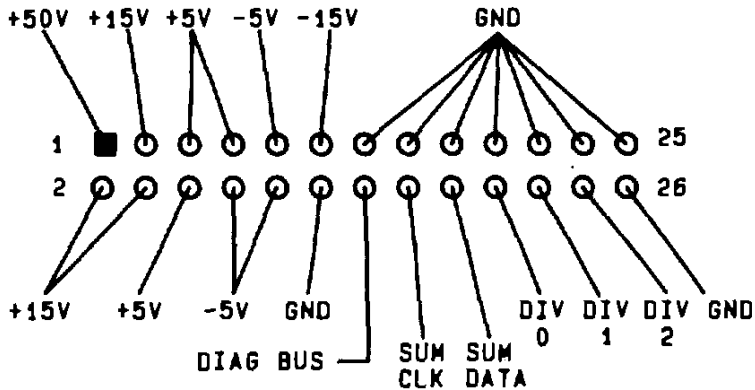 +50V +15V +5V -5V -15V GND
1 25
2 26
+15V +5V -5V GND DIV DIV DIV GND
0 1 2
DIAG BUS SUM SUM
CLK DATA